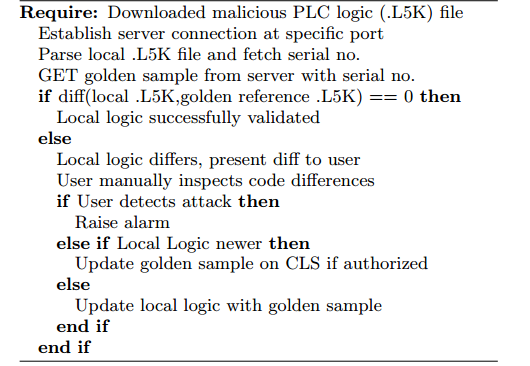 Require: Downloaded malicious PLC logic (.L5K) file
Establish server connection at specific port
Parse local .L5K file and fetch serial no.
GET golden sample from server with serial no.
if diff(local .L5K,golden reference .L5K) == 0 then
Local logic successfully validated
else
Local logic differs, present diff to user
User manually inspects code differences
if User detects attack then
Raise alarm
else if Local Logic newer then
Update golden sample on CLS if authorized
else
Update local logic with golden sample
end if
end if